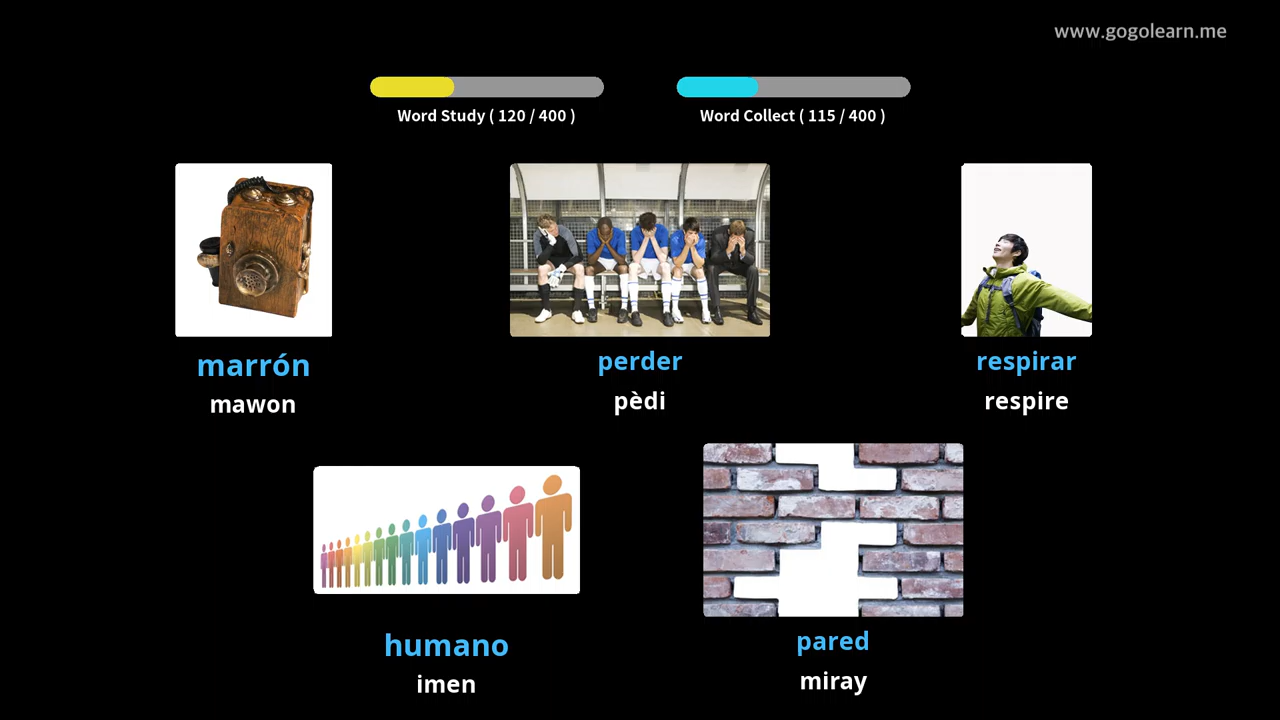 www.gogolearn.me
Word Study ( 120 / 400 )
Word Collect ( 115 / 400 )
marrón
mawon
perder
pèdi
respirar
respire
humano
imen
pared
miray